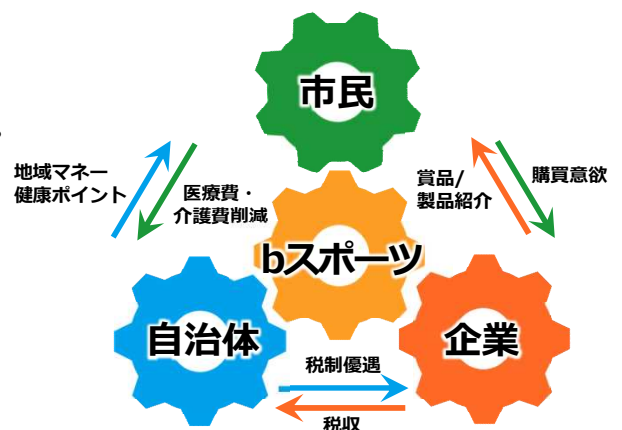 市民
地域マネー
健康ポイント
医療費・
介護費削減
賞品/
製品紹介
購買意欲
bスポーツ
自治体
企業
税制優遇
税収